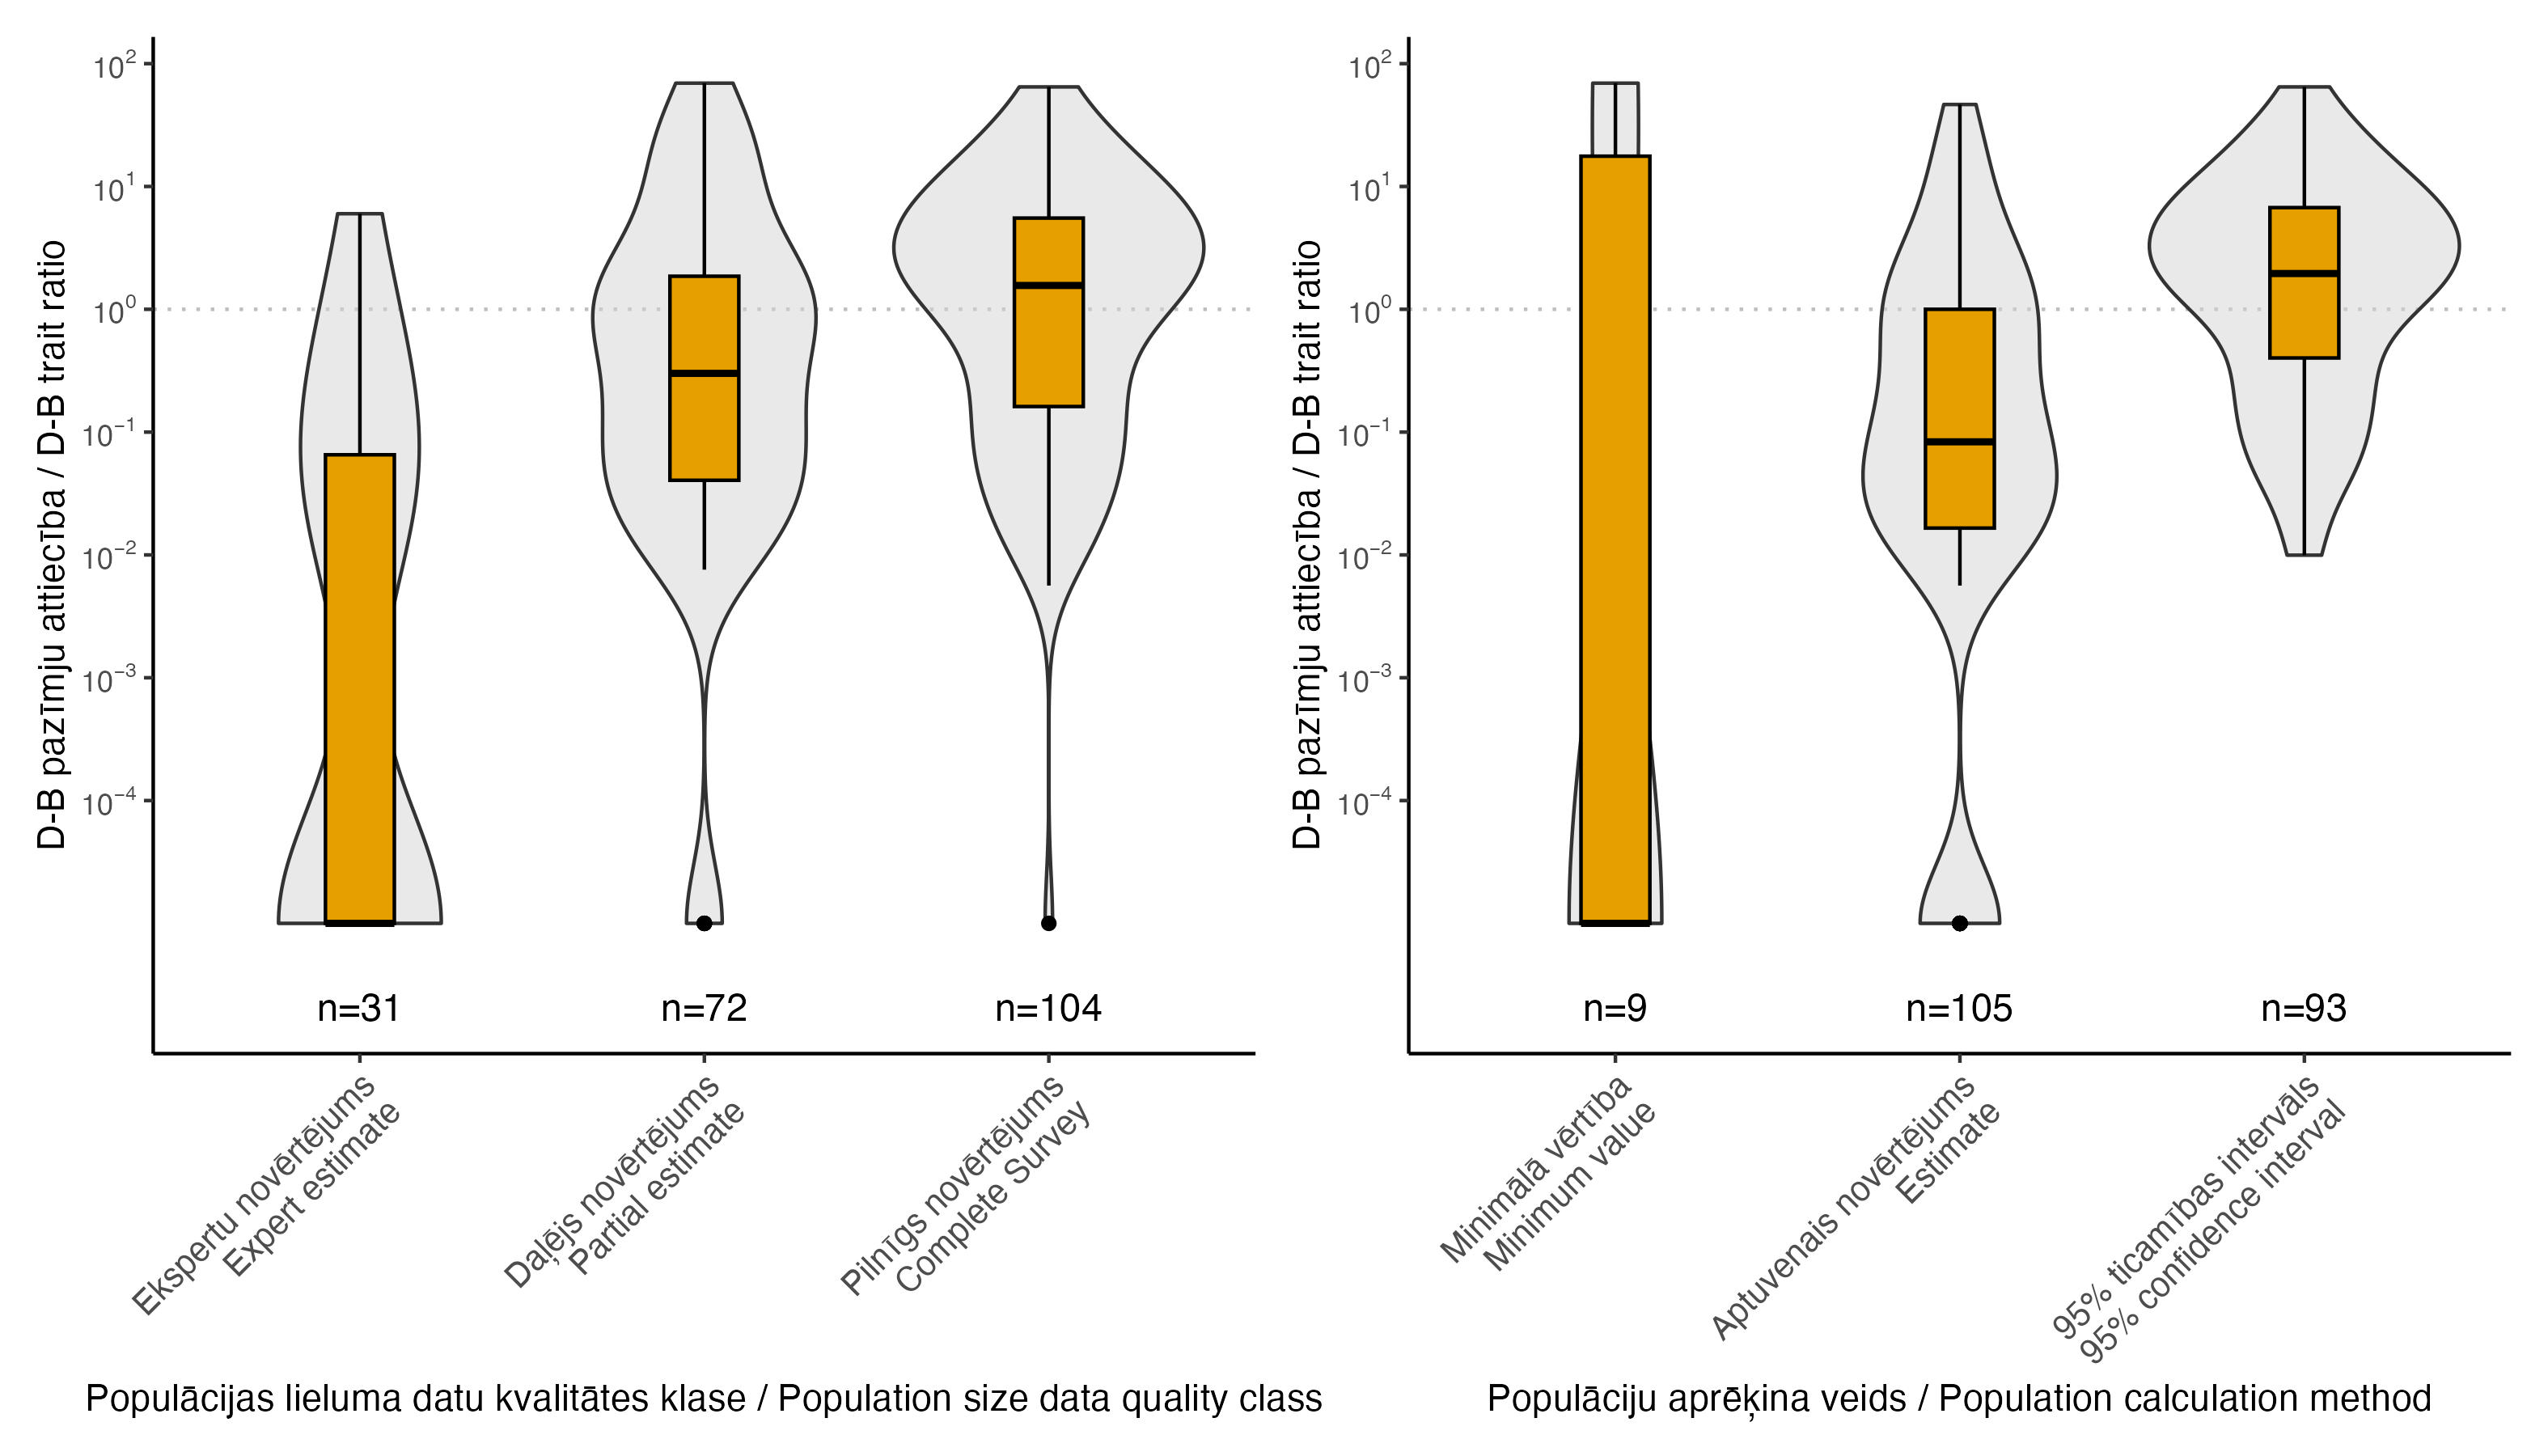 D-B pazīmju attiecība / D-B trait ratio
10²
10¹
10⁰
10⁻¹
10⁻²
10⁻³
10⁻⁴
n=31
n=72
n=104
Ekspertu novērtējums
Expert estimate
Daļējs novērtējums
Partial estimate
Pilnīgs novērtējums
Complete Survey
Populācijas lieluma datu kvalitātes klase / Population size data quality class
D-B pazīmju attiecība / D-B trait ratio
10²
10¹
10⁰
10⁻¹
10⁻²
10⁻³
10⁻⁴
n=9
n=105
n=93
Minimālā vērtība
Minimum value
Aptuvenais novērtējums
Estimate
95% ticamības intervāls
95% confidence interval
Populāciju aprēķina veids / Population calculation method